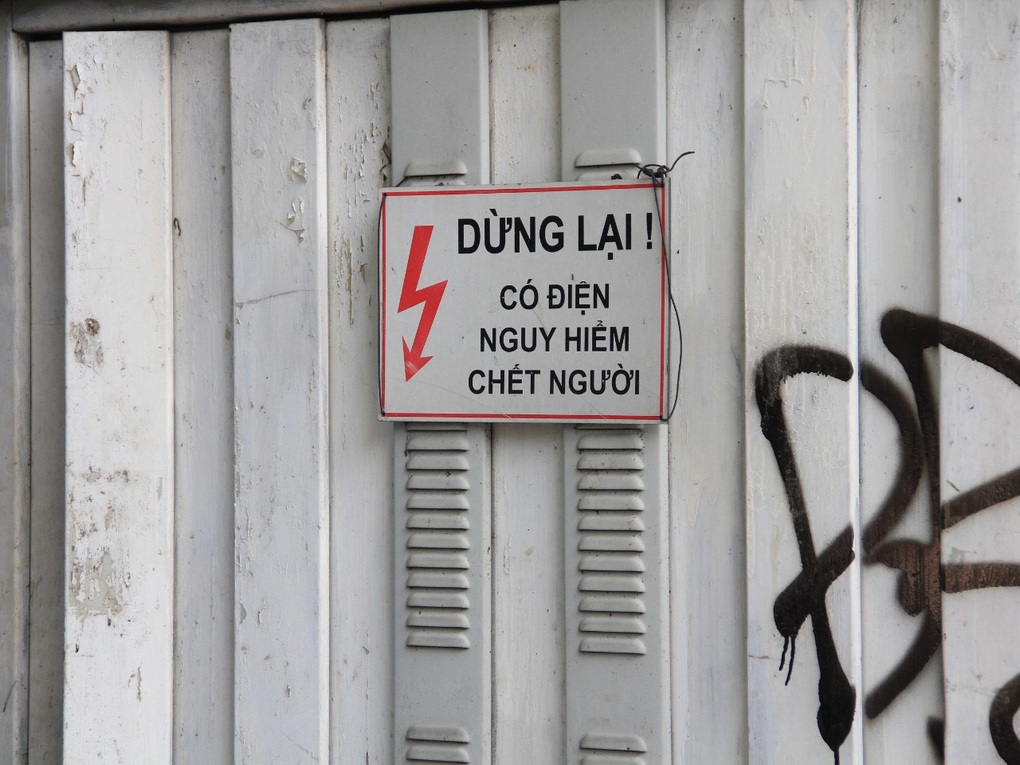 DỪNG LẠI !
CÓ ĐIỆN
NGUY HIỂM
CHẾT NGƯỜI